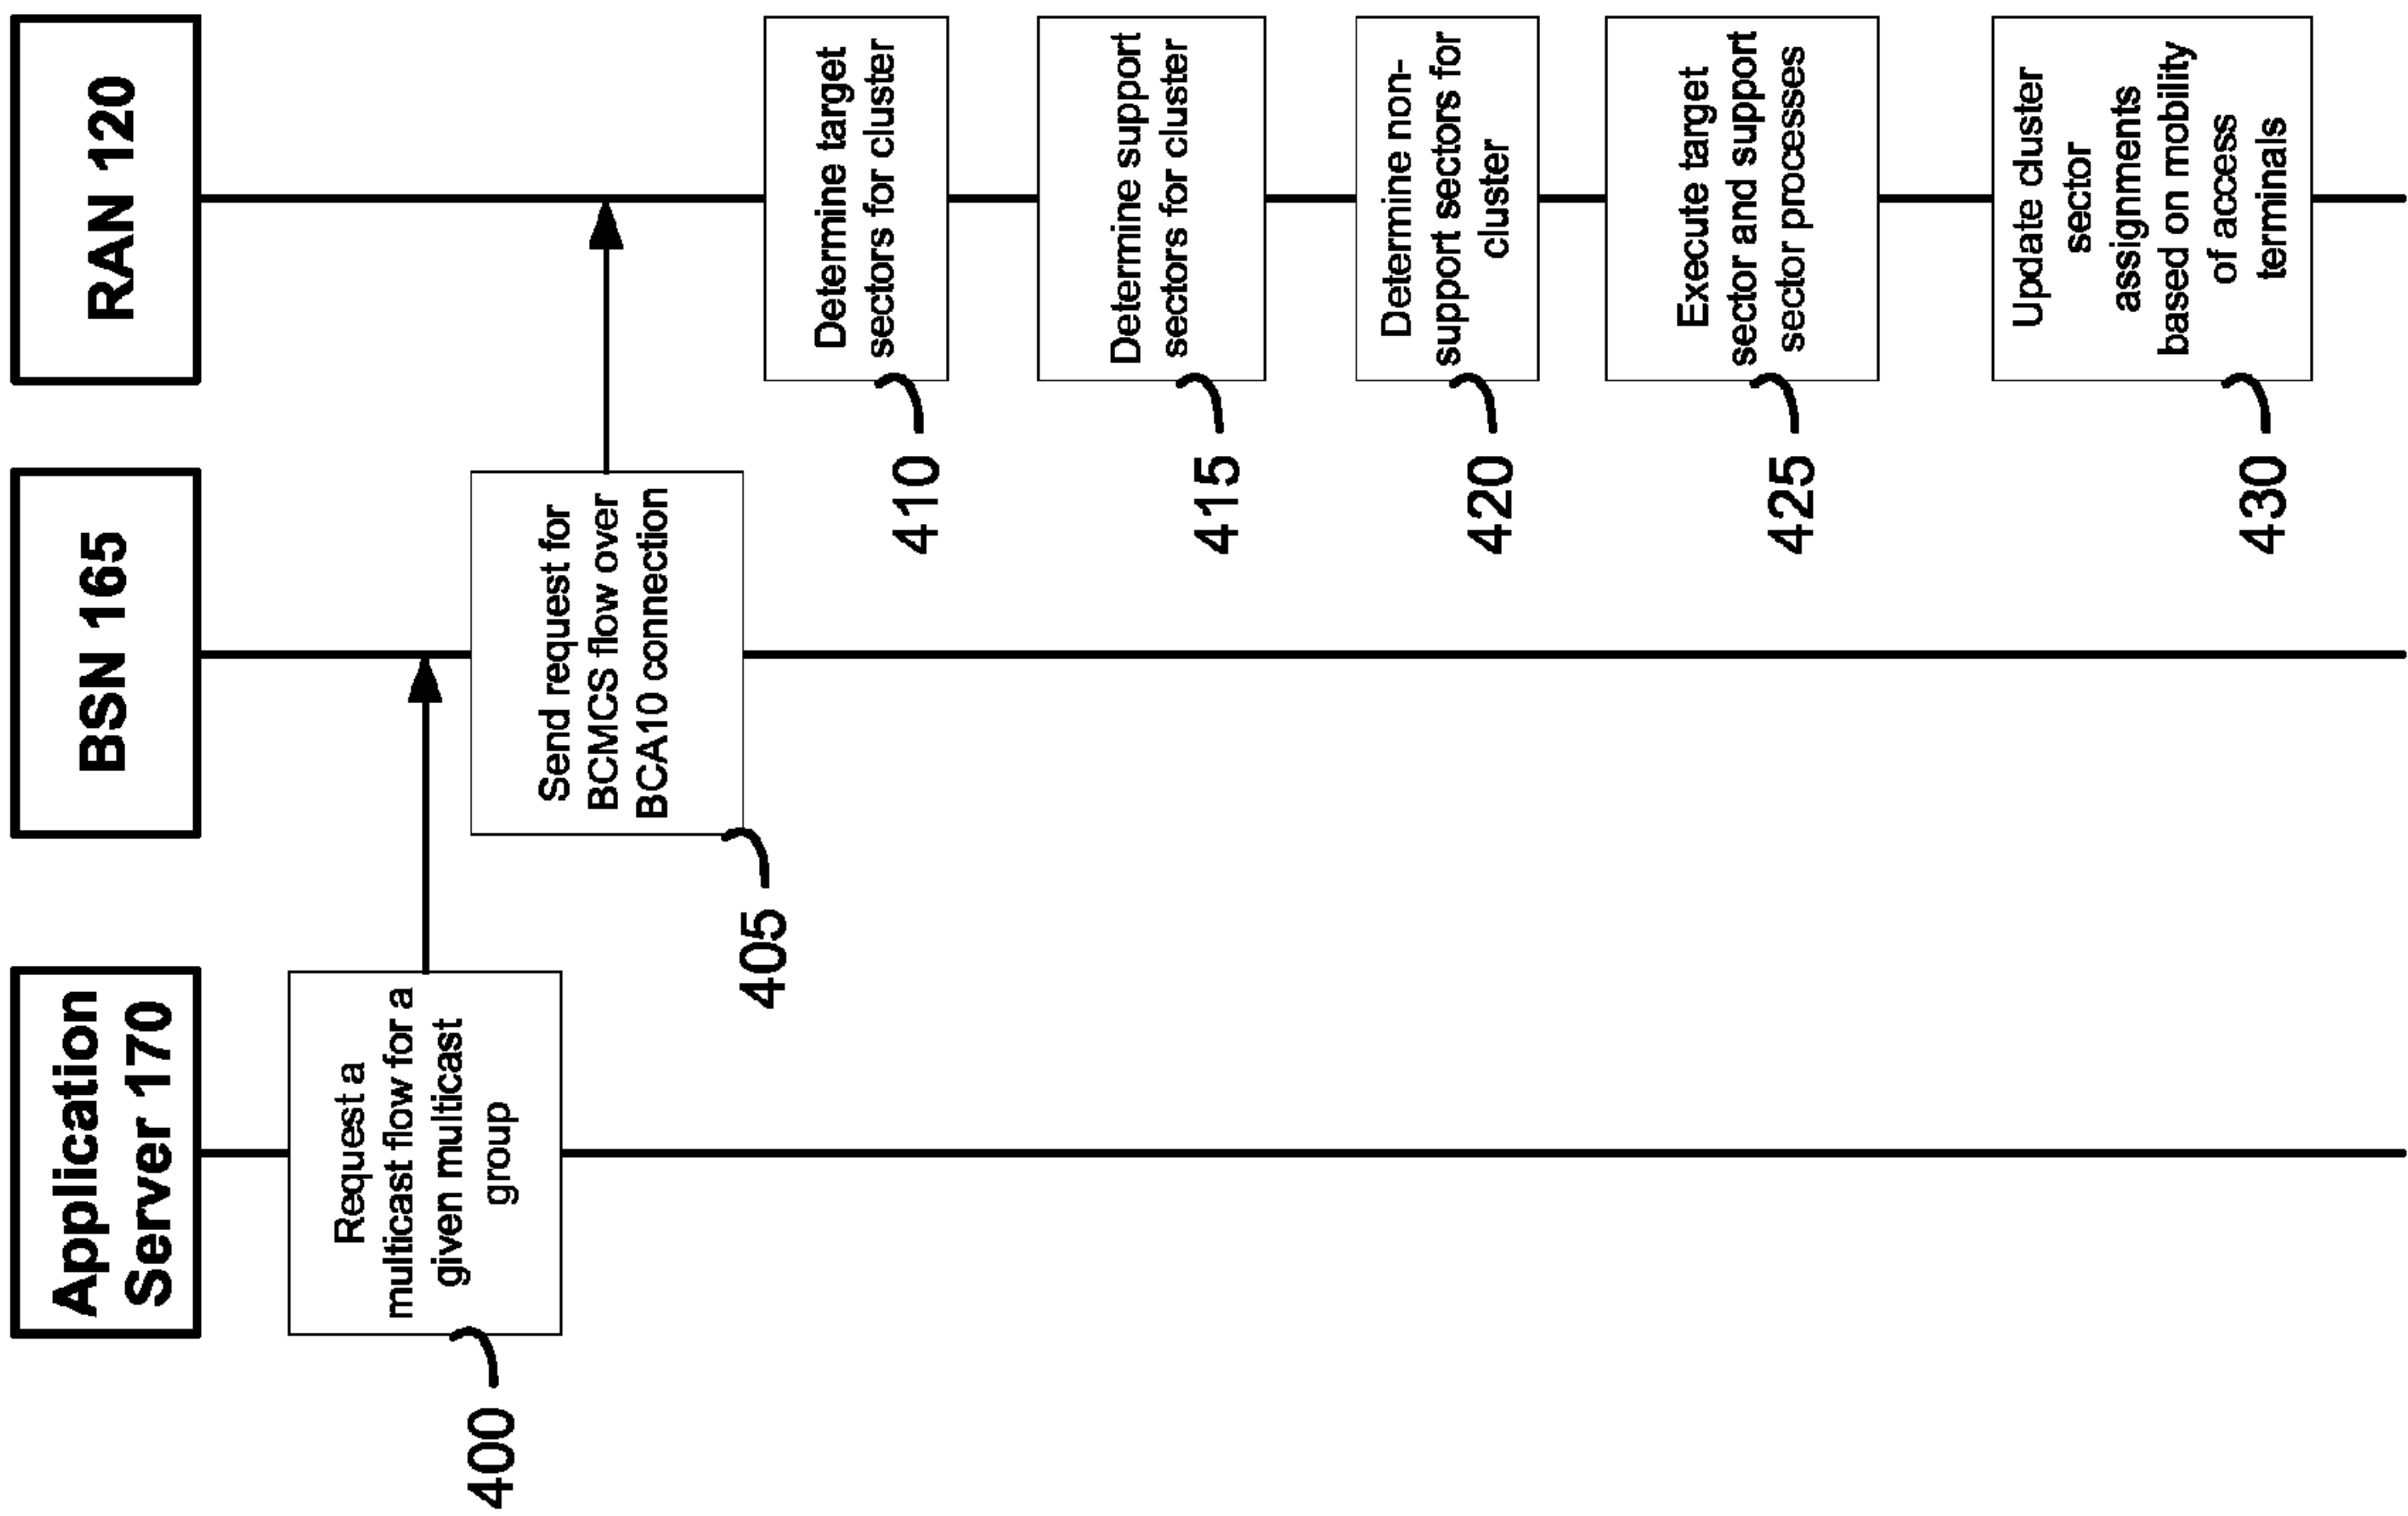 Application
Server 170
BSN 165
RAN 120
Request a
multicast flow for a
given multicast
group
400
Send request for
BCMCS flow over
BCA10 connection
405
Determine target
sectors for cluster
410
Determine support
sectors for cluster
415
Determine non-
support sectors for
cluster
420
Execute target
sector and support
sector processes
425
Update cluster
sector
assignments
based on mobility
of access
terminals
430